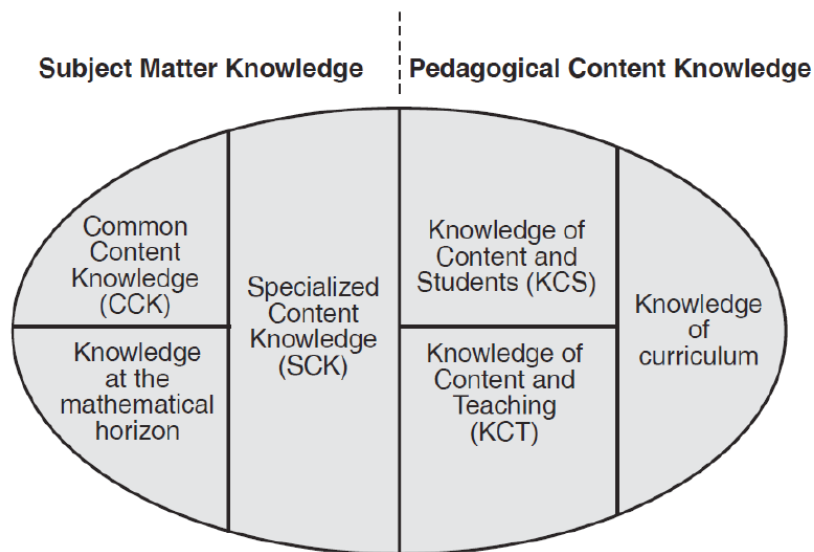 Subject Matter Knowledge
Pedagogical Content Knowledge
Common
Content
Knowledge
(CCK)
Knowledge
at the
mathematical
horizon
Specialized
Content
Knowledge
(SCK)
Knowledge of
Content and
Students (KCS)
Knowledge of
Content and
Teaching
(KCT)
Knowledge
of
curriculum